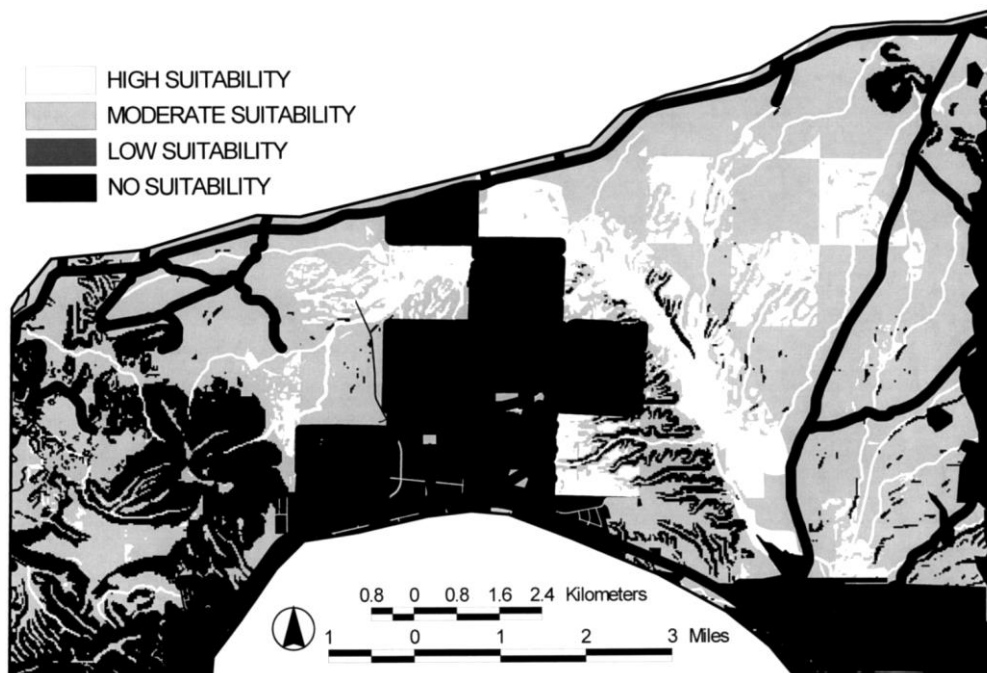 HIGH SUITABILITY
MODERATE SUITABILITY
LOW SUITABILITY
NO SUITABILITY
0.8 0 0.8 1.6 2.4 Kilometers
1 0 1 2 3 Miles